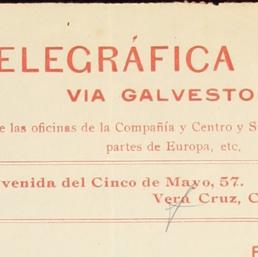 ELEGRÁFICA
VIA GALVESTO
e las oficinas de la Compañía y Centro y S
partes de Europa, etc.
venida del Cinco de Mayo, 57.
Vera Cruz, C